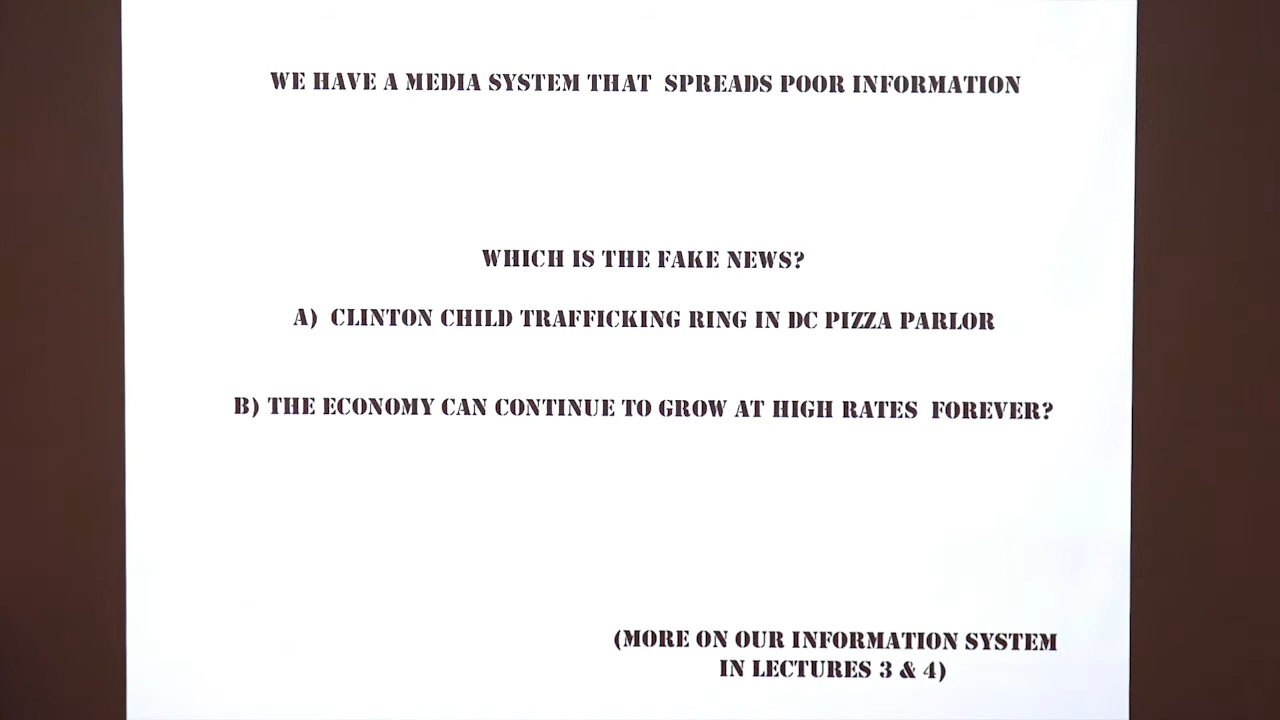 WE HAVE A MEDIA SYSTEM THAT SPREADS POOR INFORMATION
WHICH IS THE FAKE NEWS?
A) CLINTON CHILD TRAFFICKING RING IN DC PIZZA PARLOR
B) THE ECONOMY CAN CONTINUE TO GROW AT HIGH RATES FOREVER?
(MORE ON OUR INFORMATION SYSTEM
IN LECTURES 3 & 4)